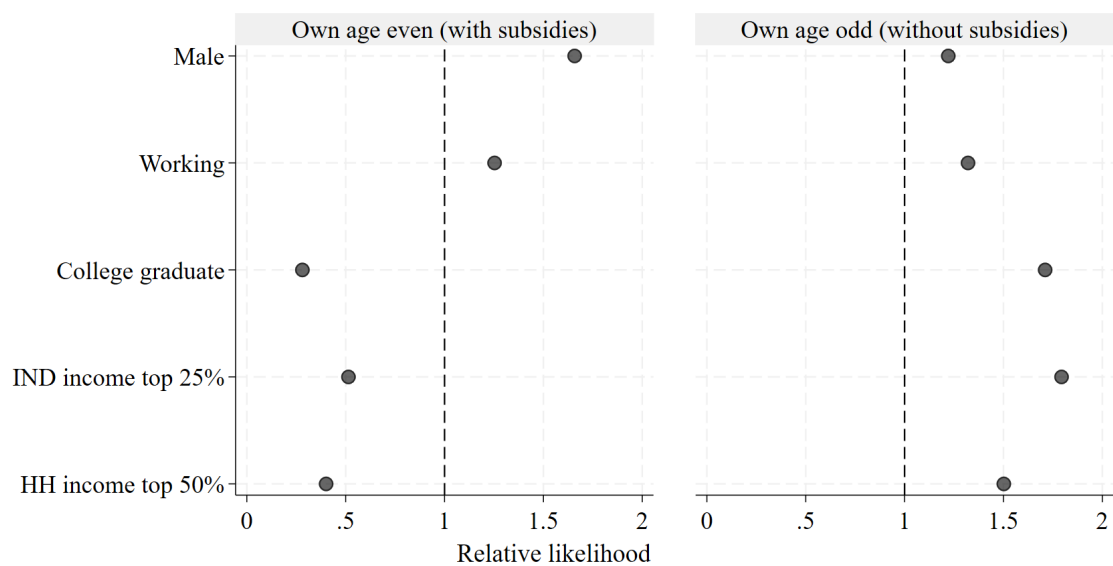 Own age even (with subsidies)
Own age odd (without subsidies)
Male
Working
College graduate
IND income top 25%
HH income top 50%
0 .5 1 1.5 2
0 .5 1 1.5 2
Relative likelihood